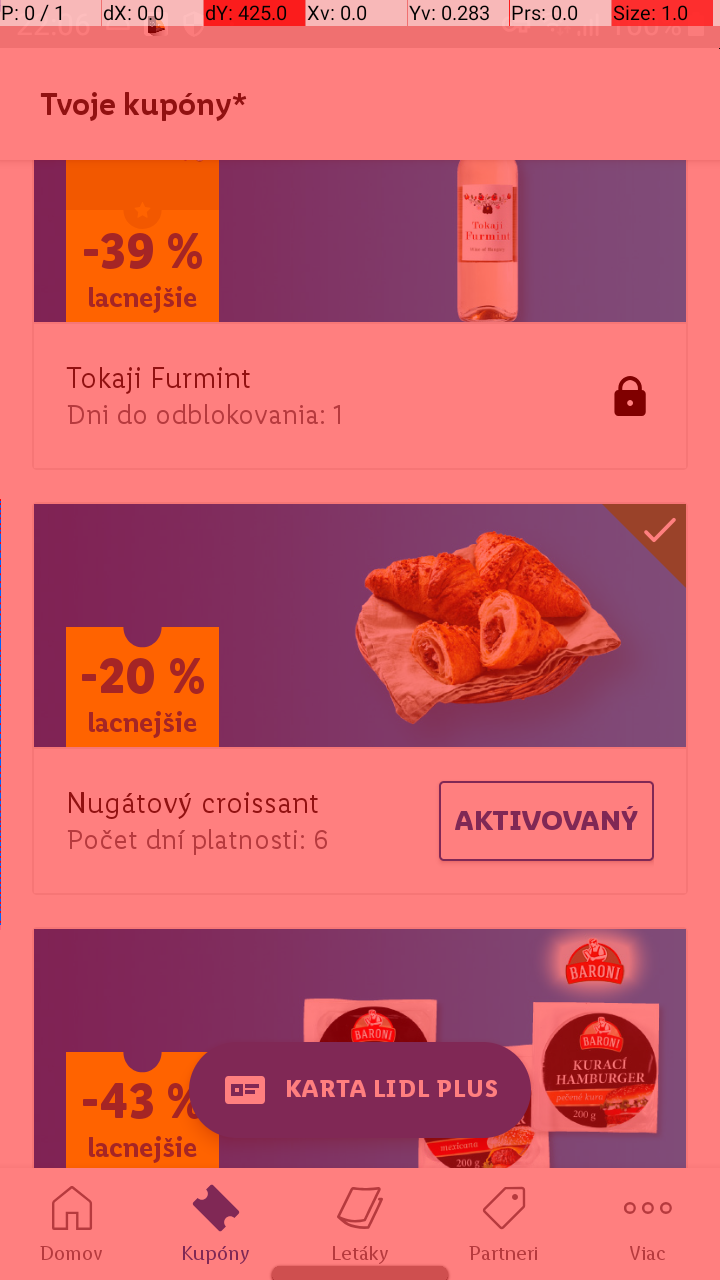 P: 0 / 1 dX: 0.0 dY: 425.0 Xv: 0.0 Yv: 0.283 Prs: 0.0 Size: 1.0
22:06 100%
Tvoje kupóny*
Tokaji
Furmint
-39 %
lacnejšie
Tokaji Furmint
Dni do odblokovania: 1
-20 %
lacnejšie
Nugátový croissant
Počet dní platnosti: 6
AKTIVOVANÝ
BARONI
BARONI
BARONI
KURACÍ
HAMBURGER
pečené kura
200 g
-43 %
lacnejšie
KARTA LIDL PLUS
mexicana
200 g
Domov Kupóny Letáky Partneri Viac